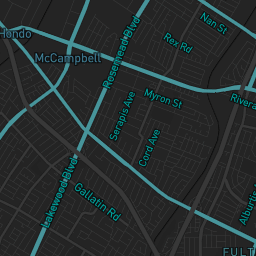 Nan St
Rex Rd
Hondo
McCampbell
Rosemead Blvd
Myron St
Rivera
Serapis Ave
Cord Ave
Lakewood Blvd
Gallatin Rd
Alburtis
FULT